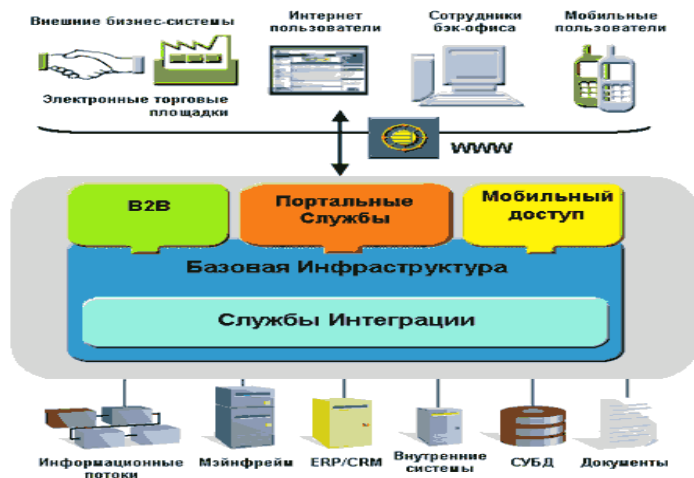 Внешние бизнес-системы
Интернет
пользователи
Сотрудники
бэк-офиса
Мобильные
пользователи
Электронные торговые
площадки
www
B2B
Портальные
Службы
Мобильный
доступ
Базовая Инфраструктура
Службы Интеграции
Информационные
потоки
Мэйнфрейм
ERP/CRM
Внутренние
системы
СУБД
Документы